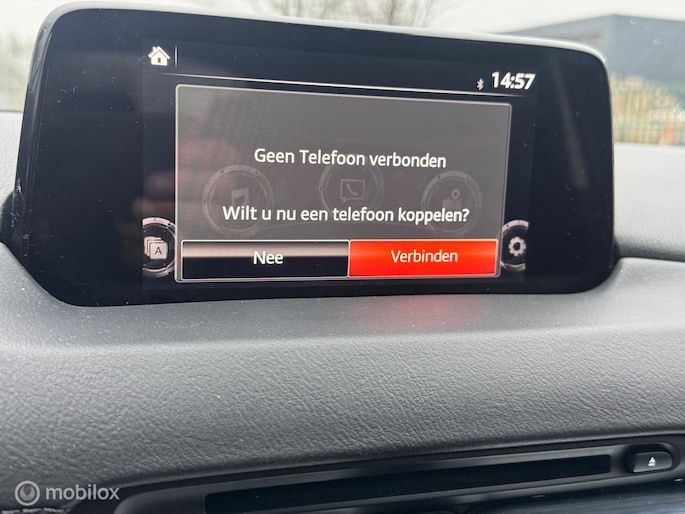 14:57
Geen Telefoon verbonden
Wilt u nu een telefoon koppelen?
A
Nee
Verbinden
mobilox